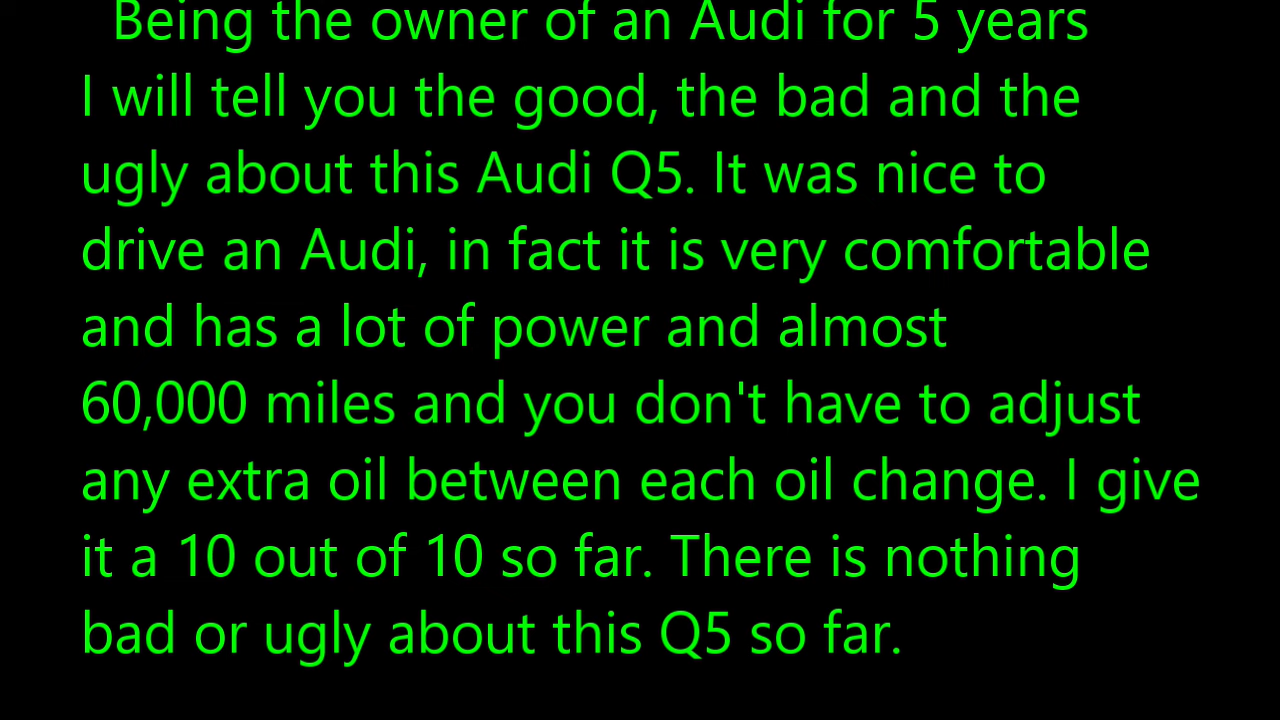 Being the owner of an Audi for 5 years
I will tell you the good, the bad and the
ugly about this Audi Q5. It was nice to
drive an Audi, in fact it is very comfortable
and has a lot of power and almost
60,000 miles and you don't have to adjust
any extra oil between each oil change. I give
it a 10 out of 10 so far. There is nothing
bad or ugly about this Q5 so far.